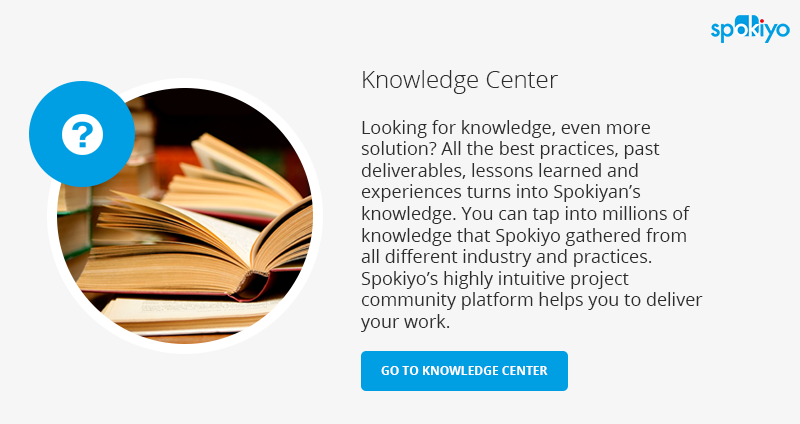 spokiyo
Knowledge Center
Looking for knowledge, even more
solution? All the best practices, past
deliverables, lessons learned and
experiences turns into Spokiyan’s
knowledge. You can tap into millions of
knowledge that Spokiyo gathered from
all different industry and practices.
Spokiyo’s highly intuitive project
community platform helps you to deliver
your work.
?
GO TO KNOWLEDGE CENTER